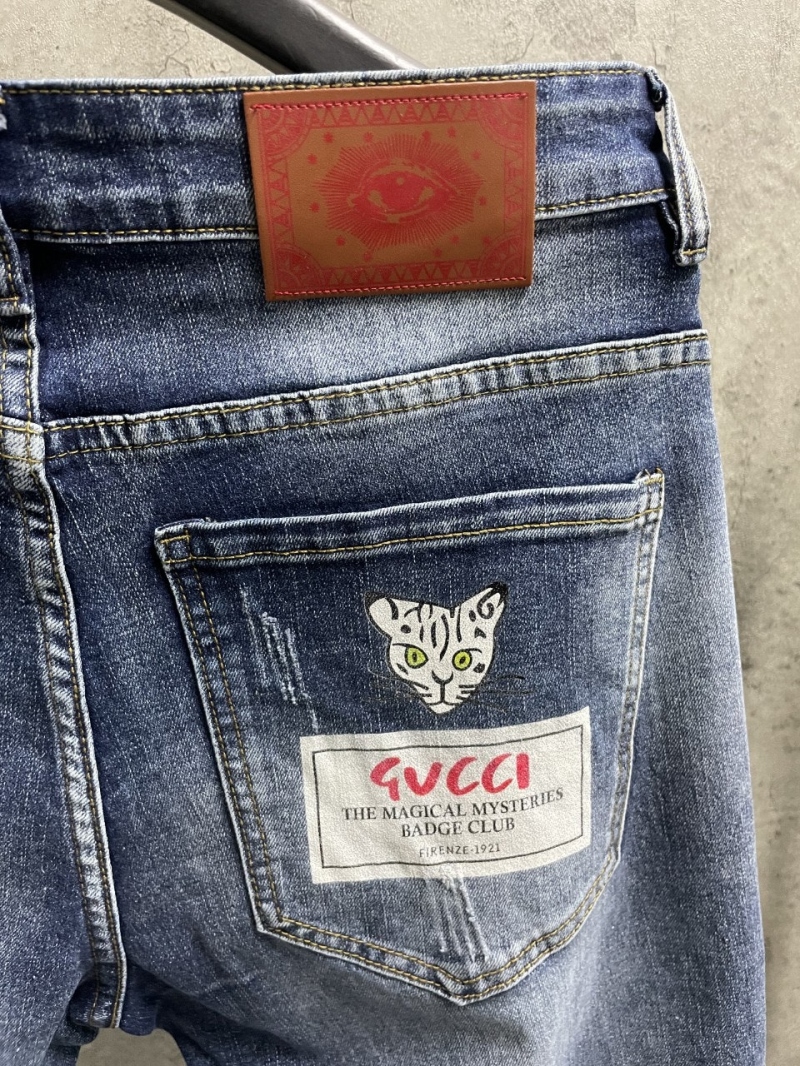 GUCCI
THE MAGICAL MYSTERIES
BADGE CLUB
FIRENZE-1921